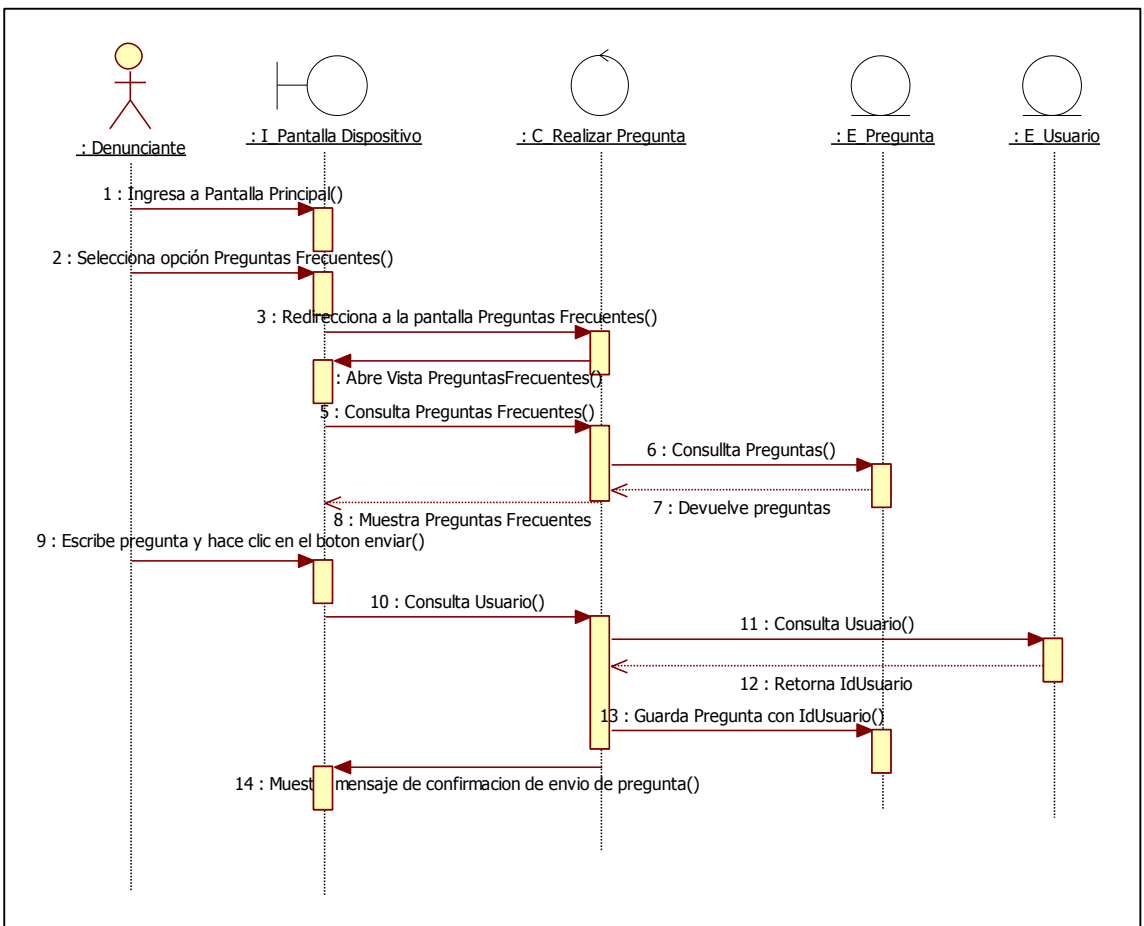 : Denunciante
: I_Pantalla Dispositivo
: C_Realizar Pregunta
: E_Pregunta
: E_Usuario
1 : Ingresa a Pantalla Principal()
2 : Selecciona opción Preguntas Frecuentes()
3 : Redirecciona a la pantalla Preguntas Frecuentes()
: Abre Vista PreguntasFrecuentes()
5 : Consulta Preguntas Frecuentes()
6 : Consullta Preguntas()
7 : Devuelve preguntas
8 : Muestra Preguntas Frecuentes
9 : Escribe pregunta y hace clic en el boton enviar()
10 : Consulta Usuario()
11 : Consulta Usuario()
12 : Retorna IdUsuario
13 : Guarda Pregunta con IdUsuario()
14 : Muest mensaje de confirmacion de envio de pregunta()